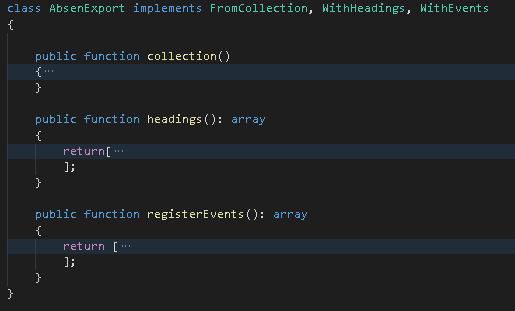 class AbsenExport implements FromCollection, WithHeadings, WithEvents
{
public function collection()
{...
}
public function headings(): array
{
return[...
];
}
public function registerEvents(): array
{
return [...
];
}
}